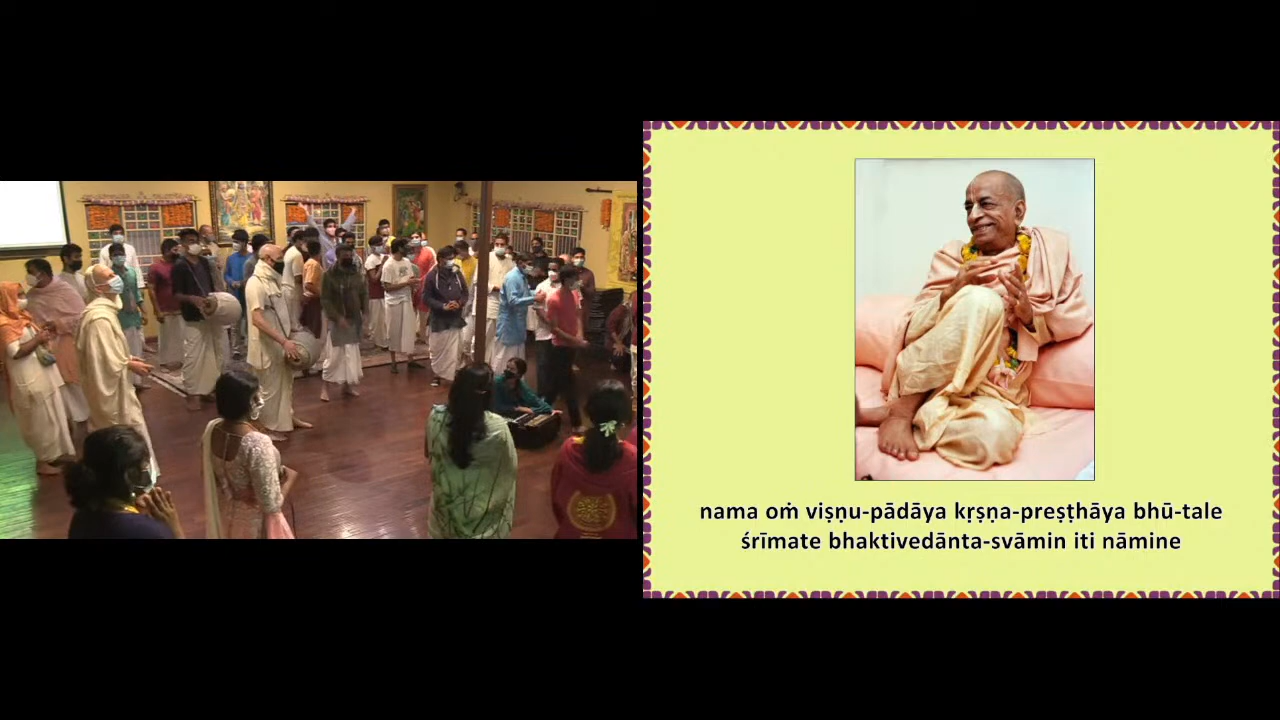 nama oṁ viṣṇu-pādāya kṛṣṇa-preṣṭhāya bhū-tale
śrīmate bhaktivedānta-svāmin iti nāmine